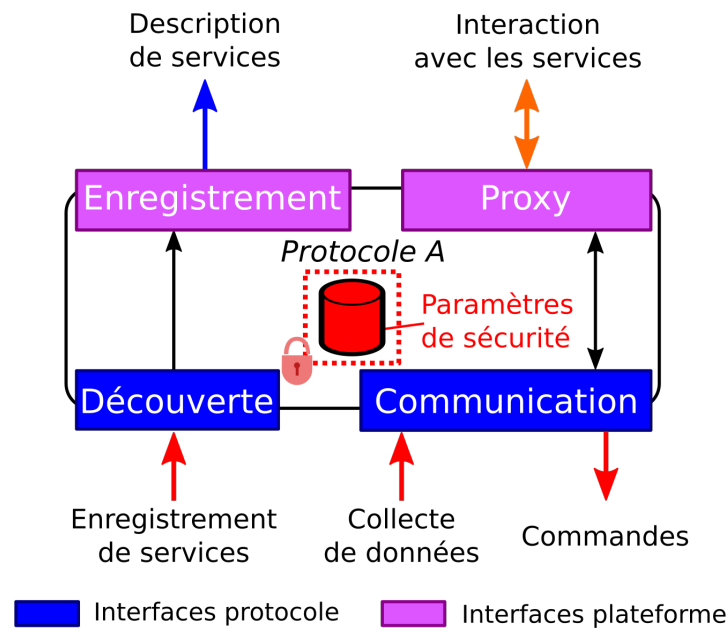 Description
de services
Interaction
avec les services
Enregistrement
Proxy
Protocole A
Paramètres
de sécurité
Découverte
Communication
Enregistrement
de services
Collecte
de données
Commandes
Interfaces protocole
Interfaces plateforme